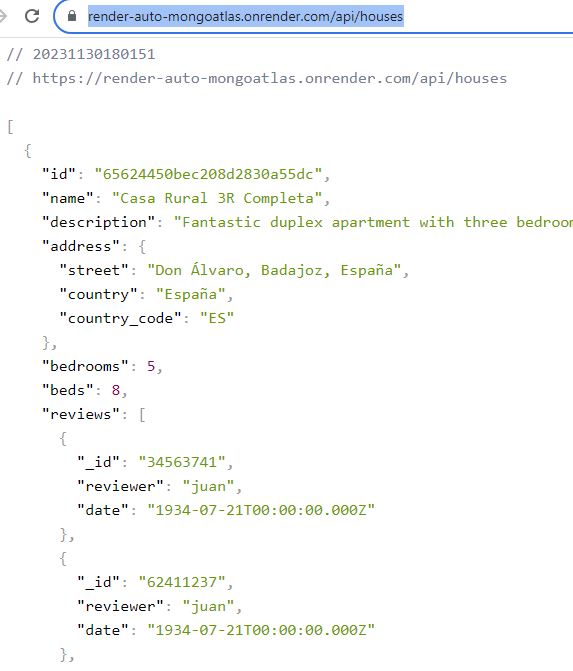 render-auto-mongoatlas.onrender.com/api/houses
// 20231130180151
// https://render-auto-mongoatlas.onrender.com/api/houses
[
{
"id": "65624450bec208d2830a55dc",
"name": "Casa Rural 3R Completa",
"description": "Fantastic duplex apartment with three bedroom
"address": {
"street": "Don Álvaro, Badajoz, España",
"country": "España",
"country_code": "ES"
},
"bedrooms": 5,
"beds": 8,
"reviews": [
{
"_id": "34563741",
"reviewer": "juan",
"date": "1934-07-21T00:00:00.000Z"
},
{
"_id": "62411237",
"reviewer": "juan",
"date": "1934-07-21T00:00:00.000Z"
},